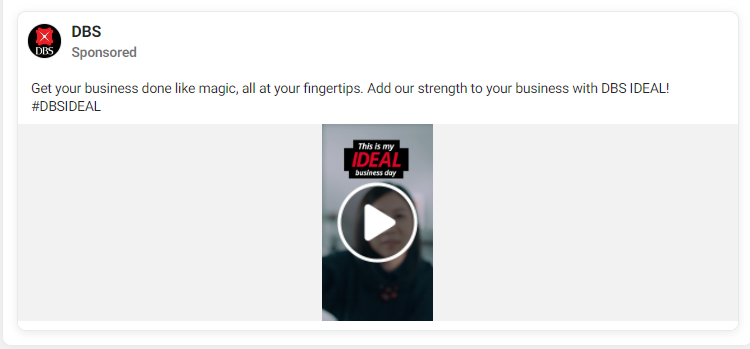 DBS
DBS
Sponsored
Get your business done like magic, all at your fingertips. Add our strength to your business with DBS IDEAL!
#DBSIDEAL
This is my
IDEAL
business day